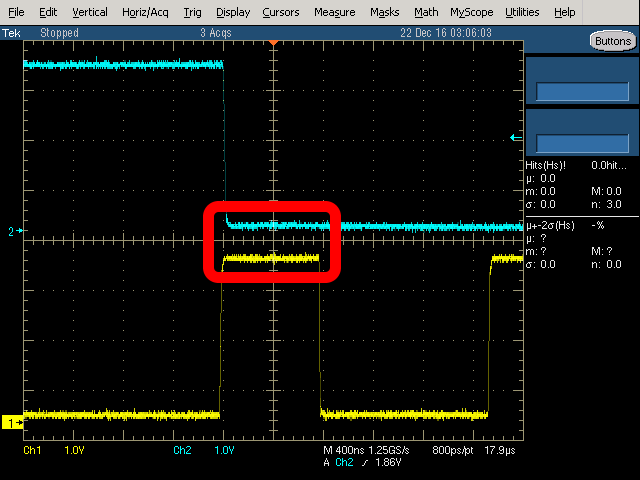 File Edit Vertical Horiz/Acq Trig Display Cursors Measure Masks Math MyScope Utilities Help
Tek Stopped 3 Acqs 22 Dec 16 03:06:03
Buttons
Hits(Hs)! 0.0hit...
µ: 0.0
m: 0.0 M: 0.0
σ: 0.0 n: 3.0
µ+-2σ(Hs) -%
µ: ?
m: ? M: ?
σ: 0.0 n: 0.0
2
1
Ch1 1.0V Ch2 1.0V M 400ns 1.25GS/s 800ps/pt 17.9µs
A Ch2 ∕ 1.86V